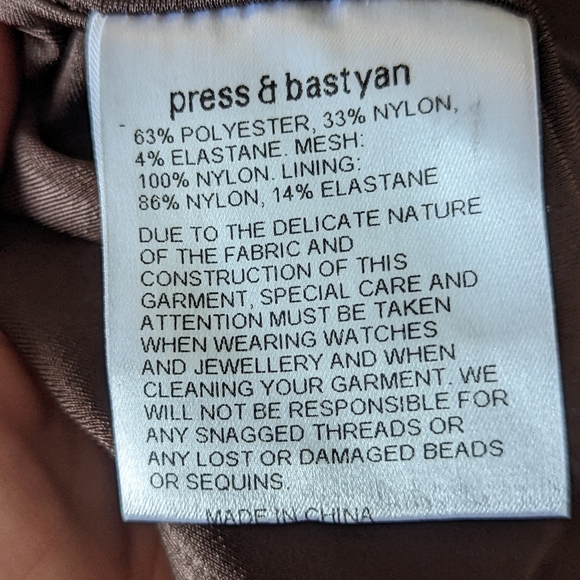 press & bastyan
63% POLYESTER, 33% NYLON,
4% ELASTANE. MESH:
100% NYLON. LINING:
86% NYLON, 14% ELASTANE
DUE TO THE DELICATE NATURE
OF THE FABRIC AND
CONSTRUCTION OF THIS
GARMENT, SPECIAL CARE AND
ATTENTION MUST BE TAKEN
WHEN WEARING WATCHES
AND JEWELLERY AND WHEN
CLEANING YOUR GARMENT. WE
WILL NOT BE RESPONSIBLE FOR
ANY SNAGGED THREADS OR
ANY LOST OR DAMAGED BEADS
OR SEQUINS.
MADE IN CHINA